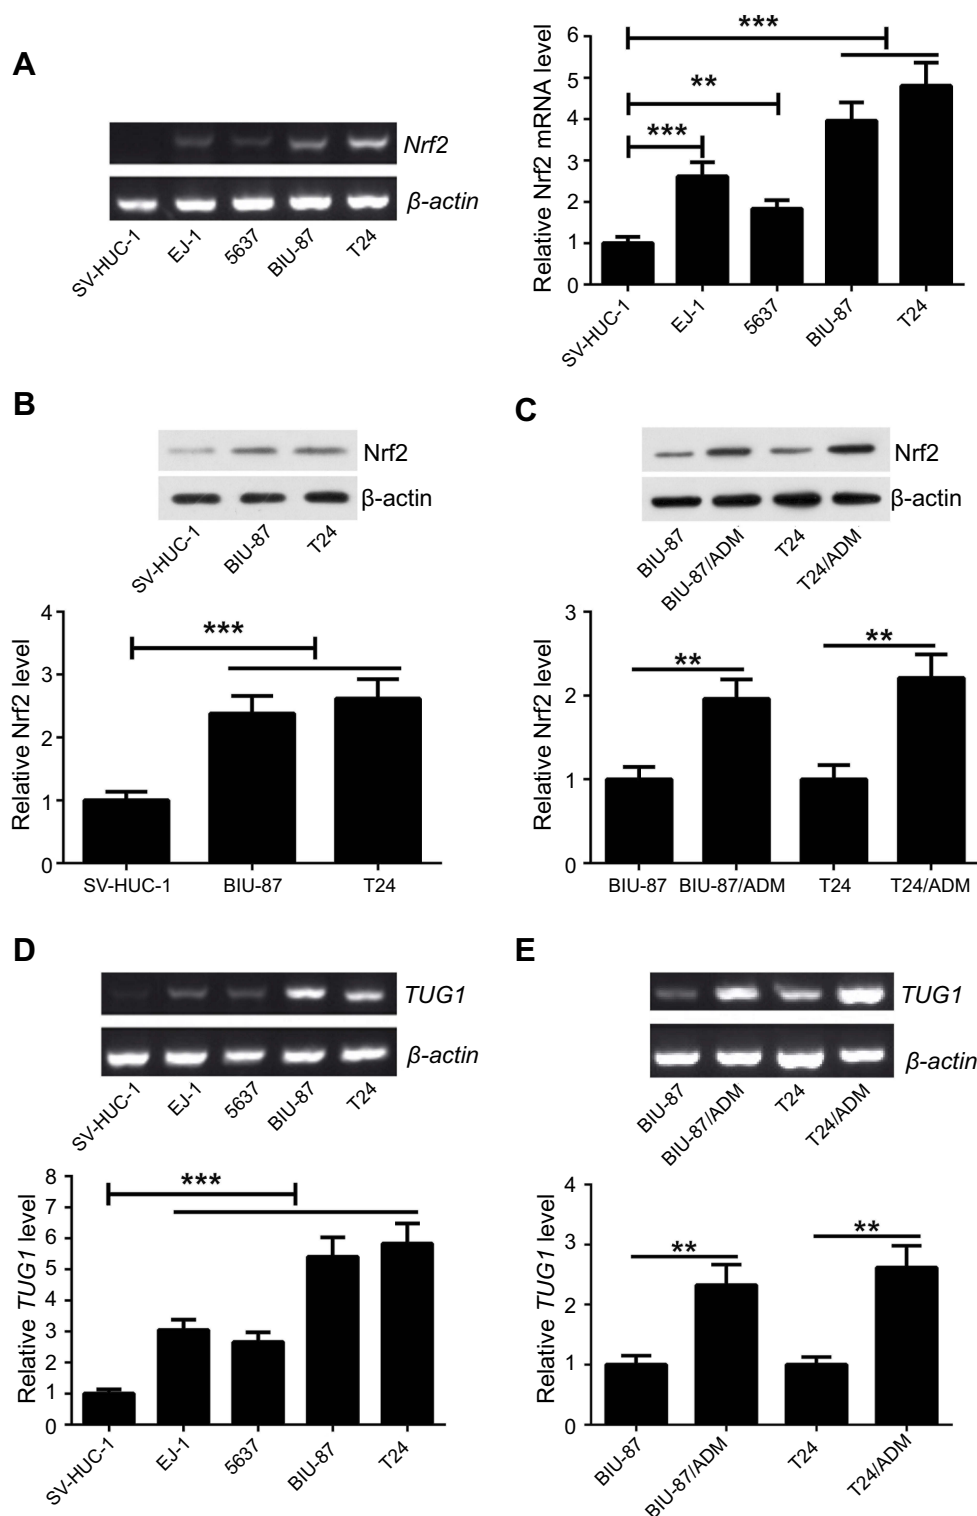 A
Nrf2
β-actin
SV-HUC-1
EJ-1
5637
BIU-87
T24
Relative Nrf2 mRNA level
6
5
4
3
2
1
0
***
**
***
SV-HUC-1
EJ-1
5637
BIU-87
T24
B
Nrf2
β-actin
SV-HUC-1
BIU-87
T24
Relative Nrf2 level
4
3
2
1
0
***
SV-HUC-1
BIU-87
T24
C
Nrf2
β-actin
BIU-87
BIU-87/ADM
T24
T24/ADM
Relative Nrf2 level
3
2
1
0
**
**
BIU-87
BIU-87/ADM
T24
T24/ADM
D
TUG1
β-actin
SV-HUC-1
EJ-1
5637
BIU-87
T24
Relative TUG1 level
8
7
6
5
4
3
2
1
0
***
SV-HUC-1
EJ-1
5637
BIU-87
T24
E
TUG1
β-actin
BIU-87
BIU-87/ADM
T24
T24/ADM
Relative TUG1 level
4
3
2
1
0
**
**
BIU-87
BIU-87/ADM
T24
T24/ADM